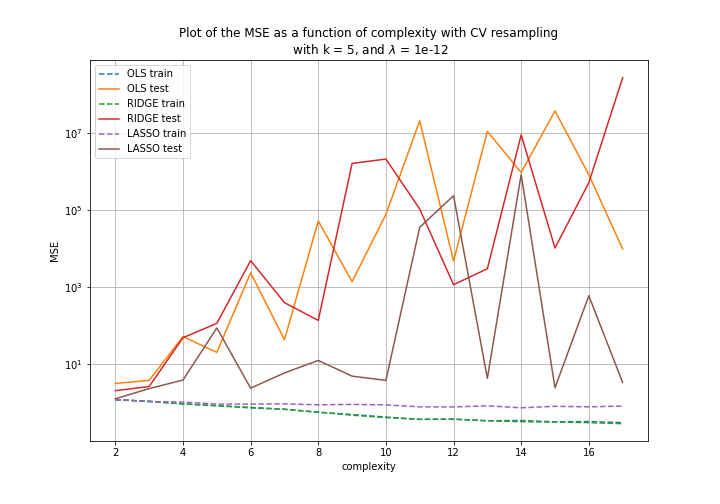 Plot of the MSE as a function of complexity with CV resampling
with k = 5, and λ = 1e-12
OLS train
OLS test
RIDGE train
RIDGE test
LASSO train
LASSO test
MSE
10^7
10^5
10^3
10^1
2 4 6 8 10 12 14 16
complexity